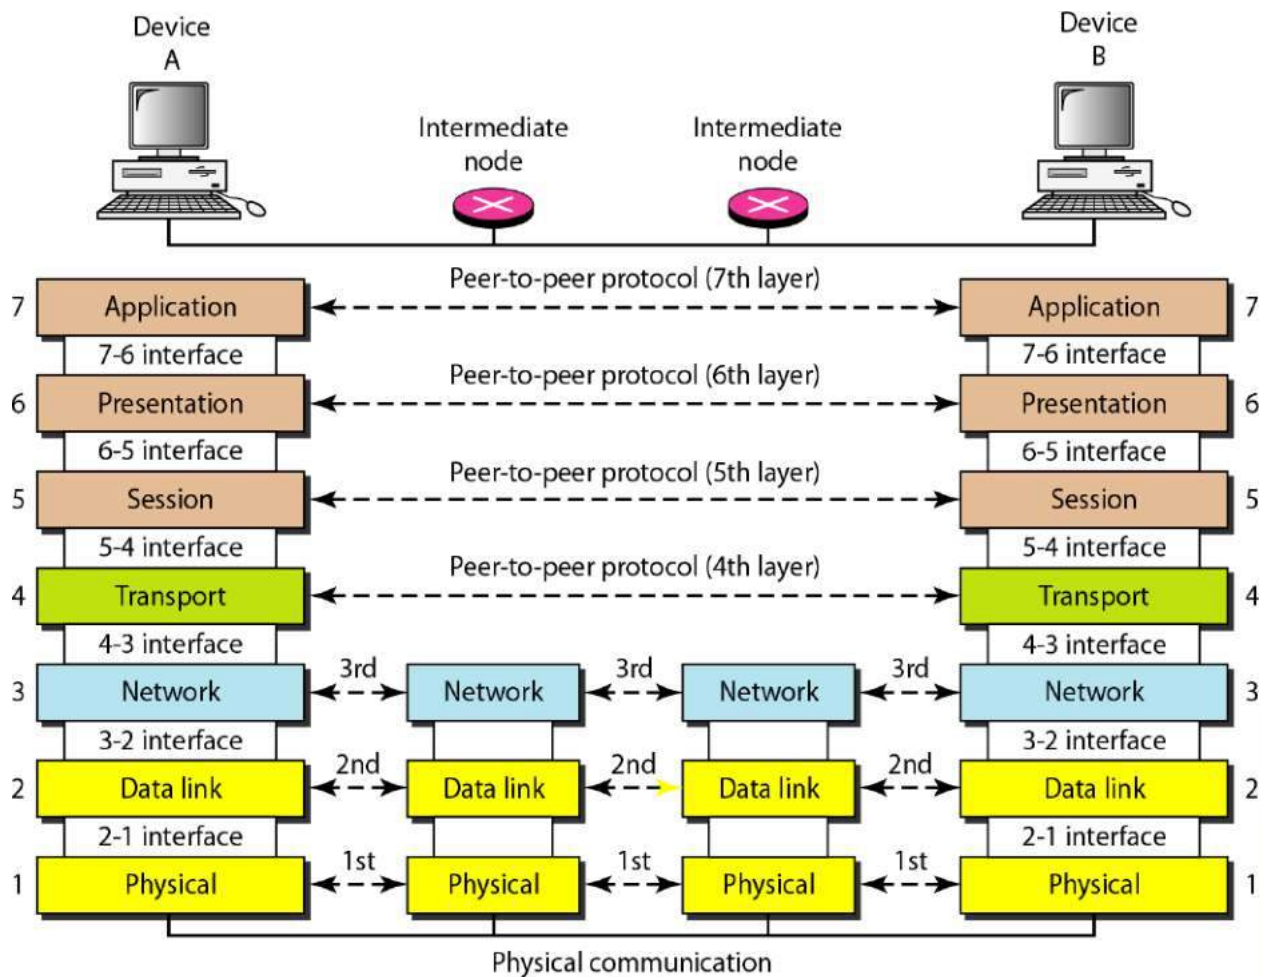 Device
A
Device
B
Intermediate
node
Intermediate
node
Peer-to-peer protocol (7th layer)
7 Application Application 7
7-6 interface 7-6 interface
Peer-to-peer protocol (6th layer)
6 Presentation Presentation 6
6-5 interface 6-5 interface
Peer-to-peer protocol (5th layer)
5 Session Session 5
5-4 interface 5-4 interface
Peer-to-peer protocol (4th layer)
4 Transport Transport 4
4-3 interface 4-3 interface
3rd 3rd 3rd
3 Network Network Network Network 3
3-2 interface 3-2 interface
2nd 2nd 2nd
2 Data link Data link Data link Data link 2
2-1 interface 2-1 interface
1st 1st 1st
1 Physical Physical Physical Physical 1
Physical communication